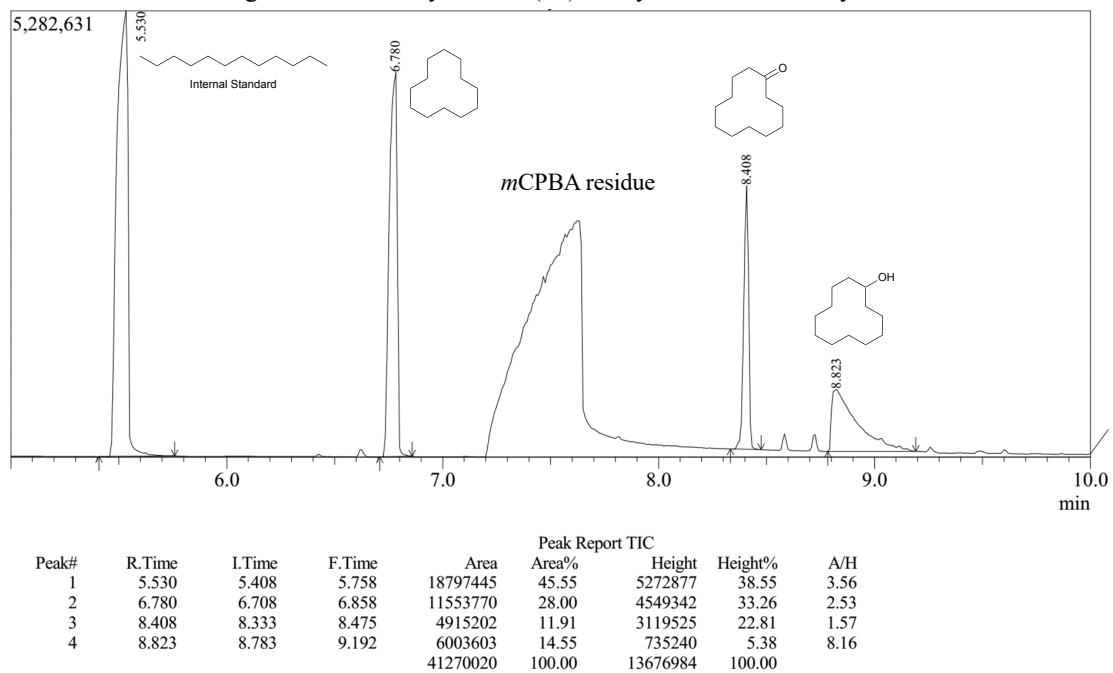 5,282,631
5.530
Internal Standard
6.780
mCPBA residue
O
8.408
OH
8.823
6.0 7.0 8.0 9.0 10.0
min
Peak Report TIC
Peak# R.Time I.Time F.Time Area Area% Height Height% A/H
1 5.530 5.408 5.758 18797445 45.55 5272877 38.55 3.56
2 6.780 6.708 6.858 11553770 28.00 4549342 33.26 2.53
3 8.408 8.333 8.475 4915202 11.91 3119525 22.81 1.57
4 8.823 8.783 9.192 6003603 14.55 735240 5.38 8.16
41270020 100.00 13676984 100.00